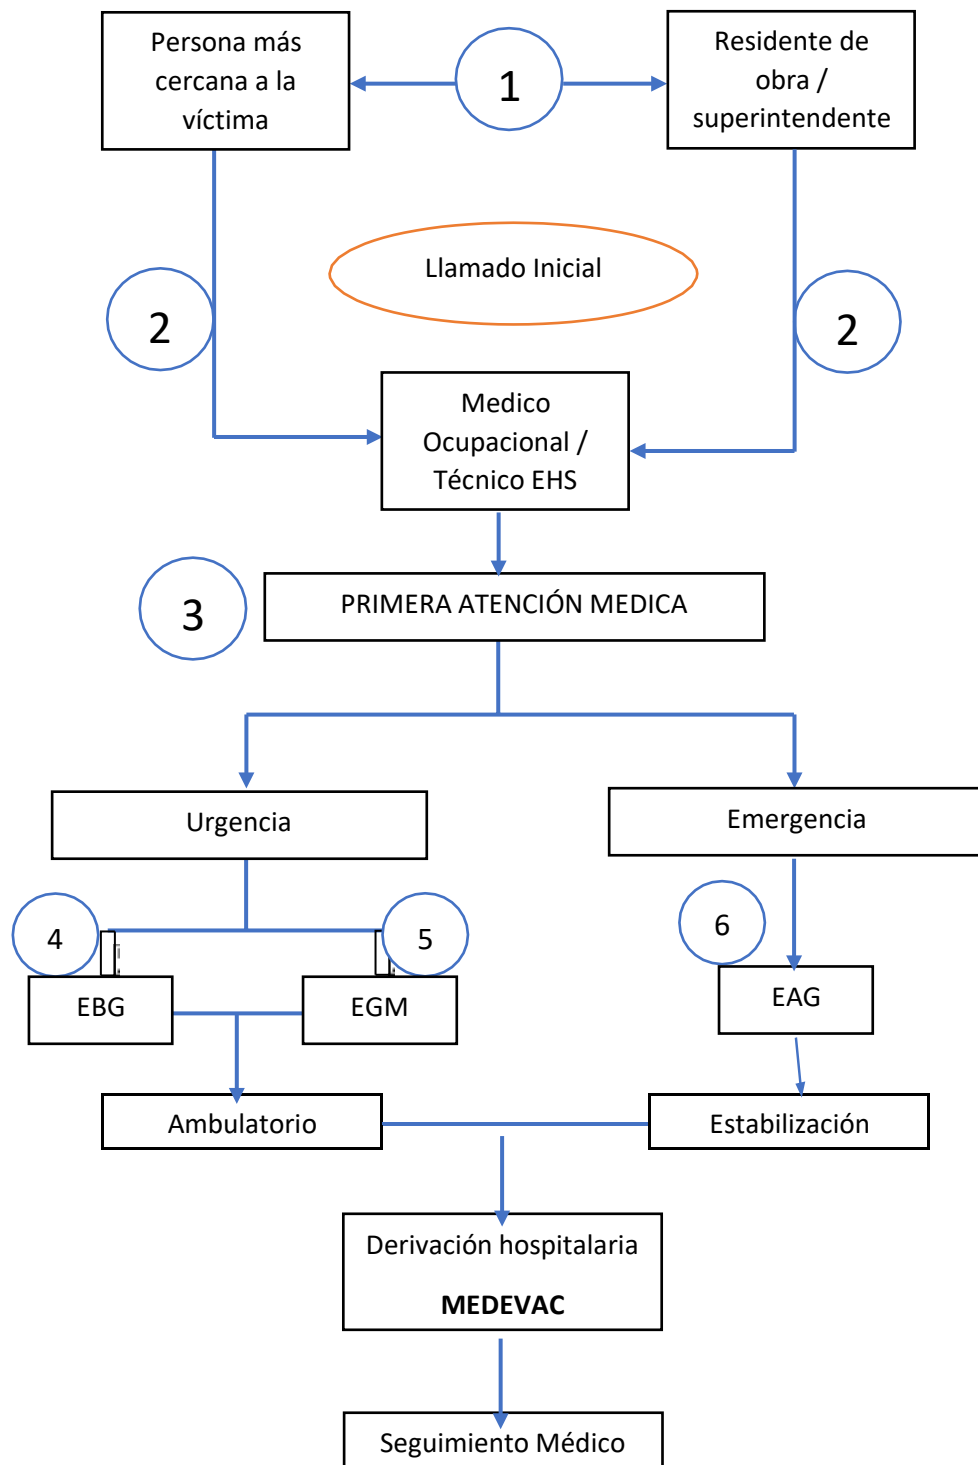 Persona más
cercana a la
víctima
1
Residente de
obra /
superintendente
Llamado Inicial
2
2
Medico
Ocupacional /
Técnico EHS
3
PRIMERA ATENCIÓN MEDICA
Urgencia
Emergencia
4
5
6
EBG
EGM
EAG
Ambulatorio
Estabilización
Derivación hospitalaria
MEDEVAC
Seguimiento Médico